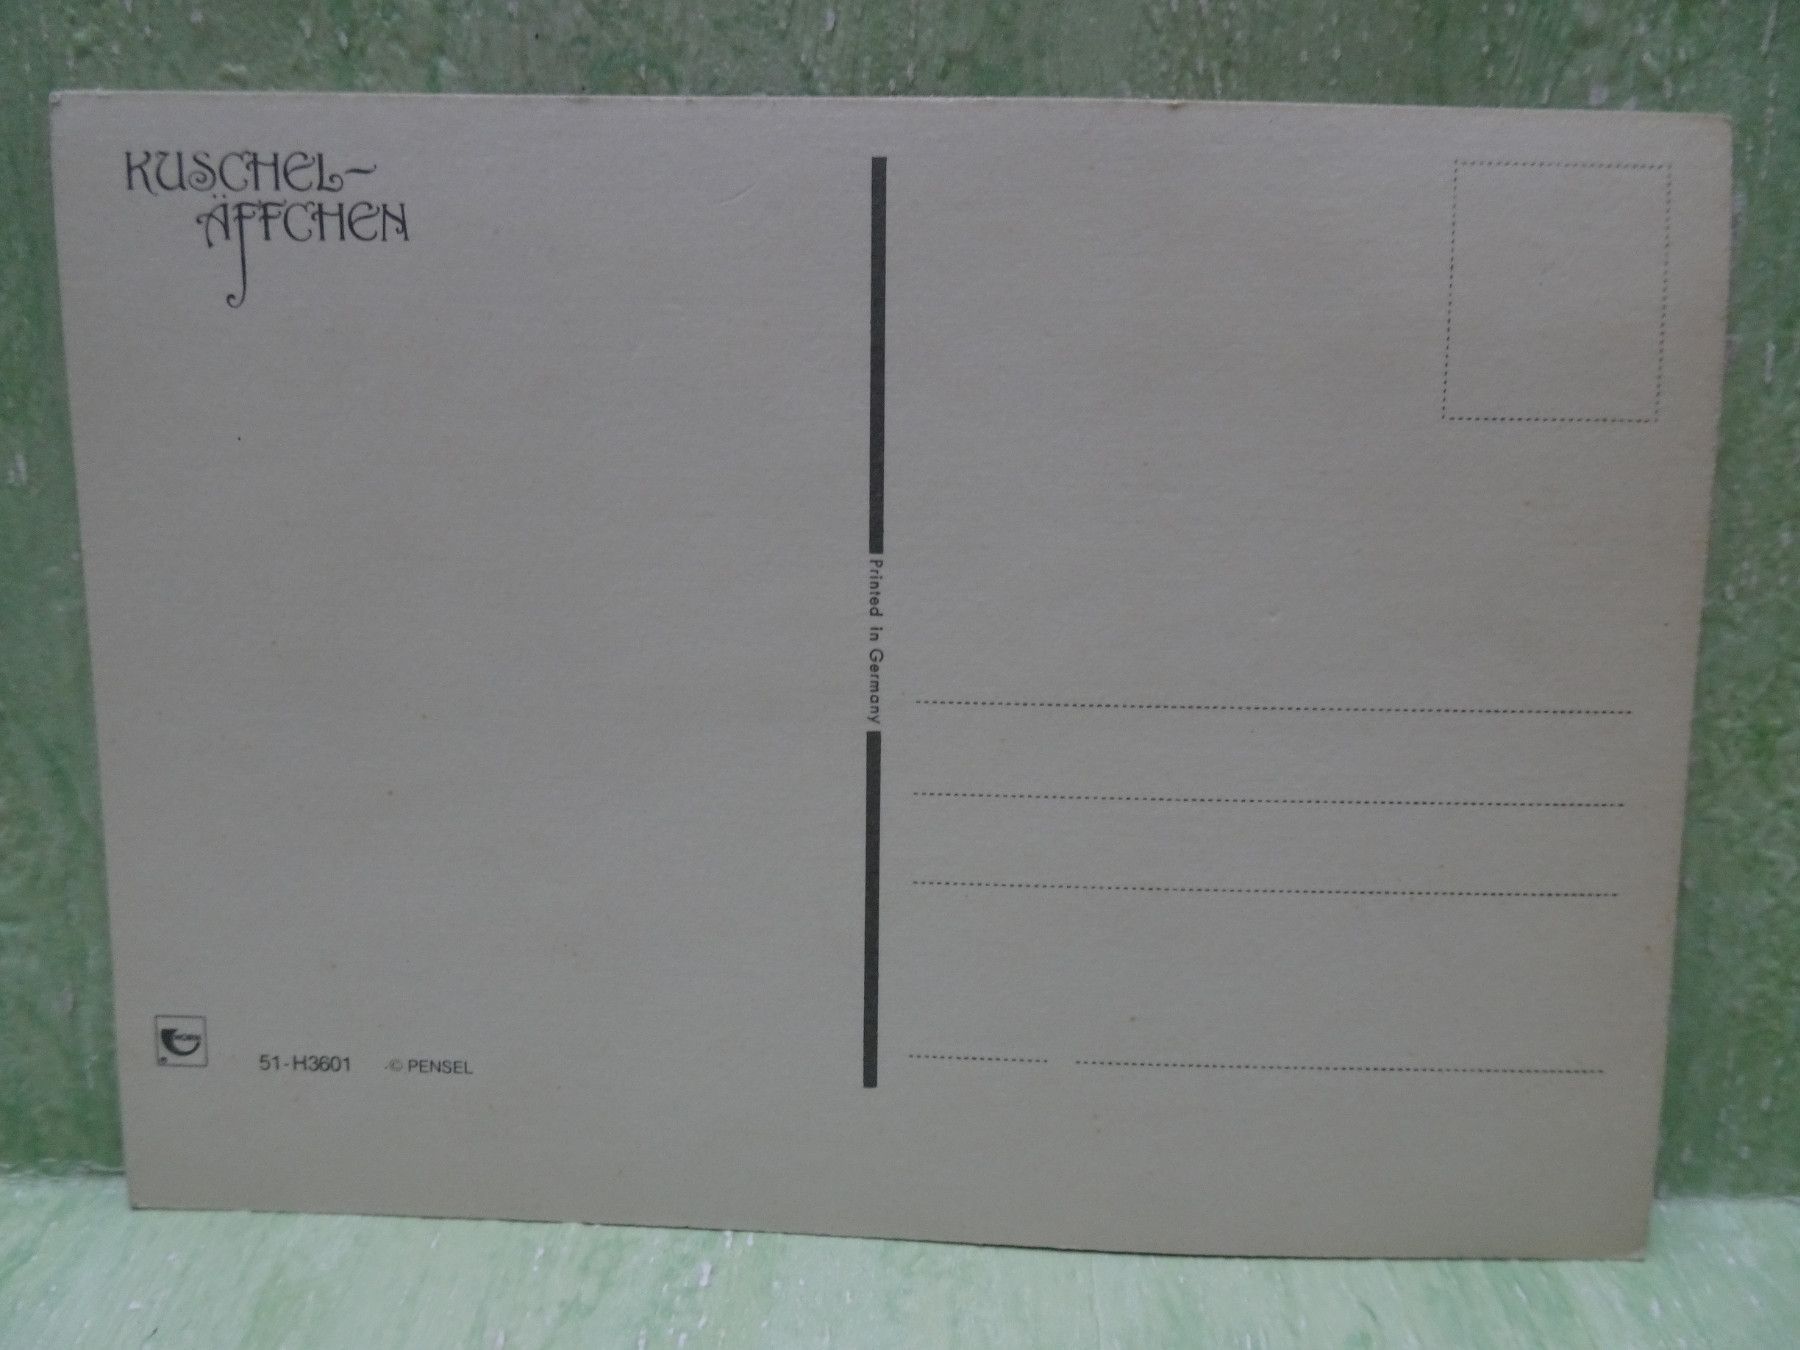 KUSCHEL-
ÄFFCHEN
Printed in Germany
51-H3601 © PENSEL